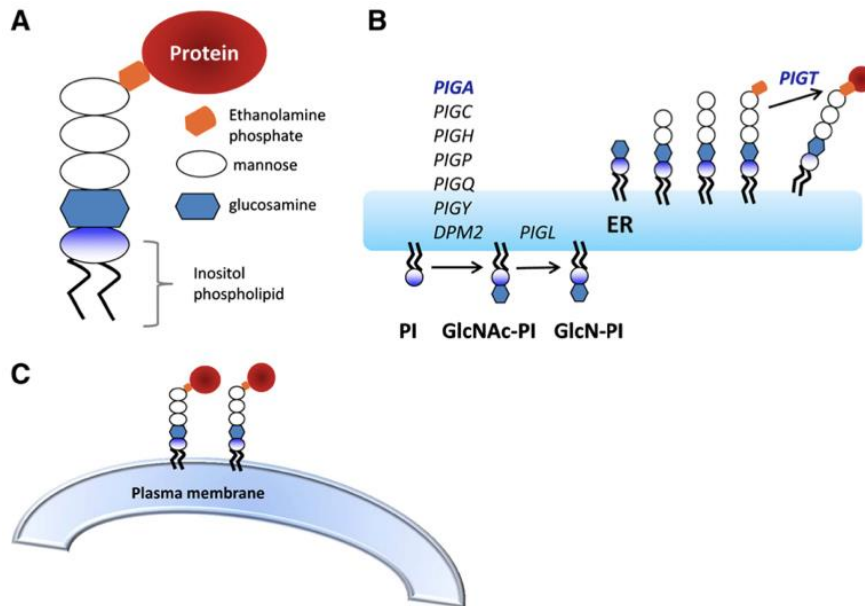 A
Protein
Ethanolamine
phosphate
mannose
glucosamine
Inositol
phospholipid
B
PIGA
PIGC
PIGH
PIGP
PIGQ
PIGY
DPM2
PIGL
PIGT
ER
PI
GlcNAc-PI
GlcN-PI
C
Plasma membrane